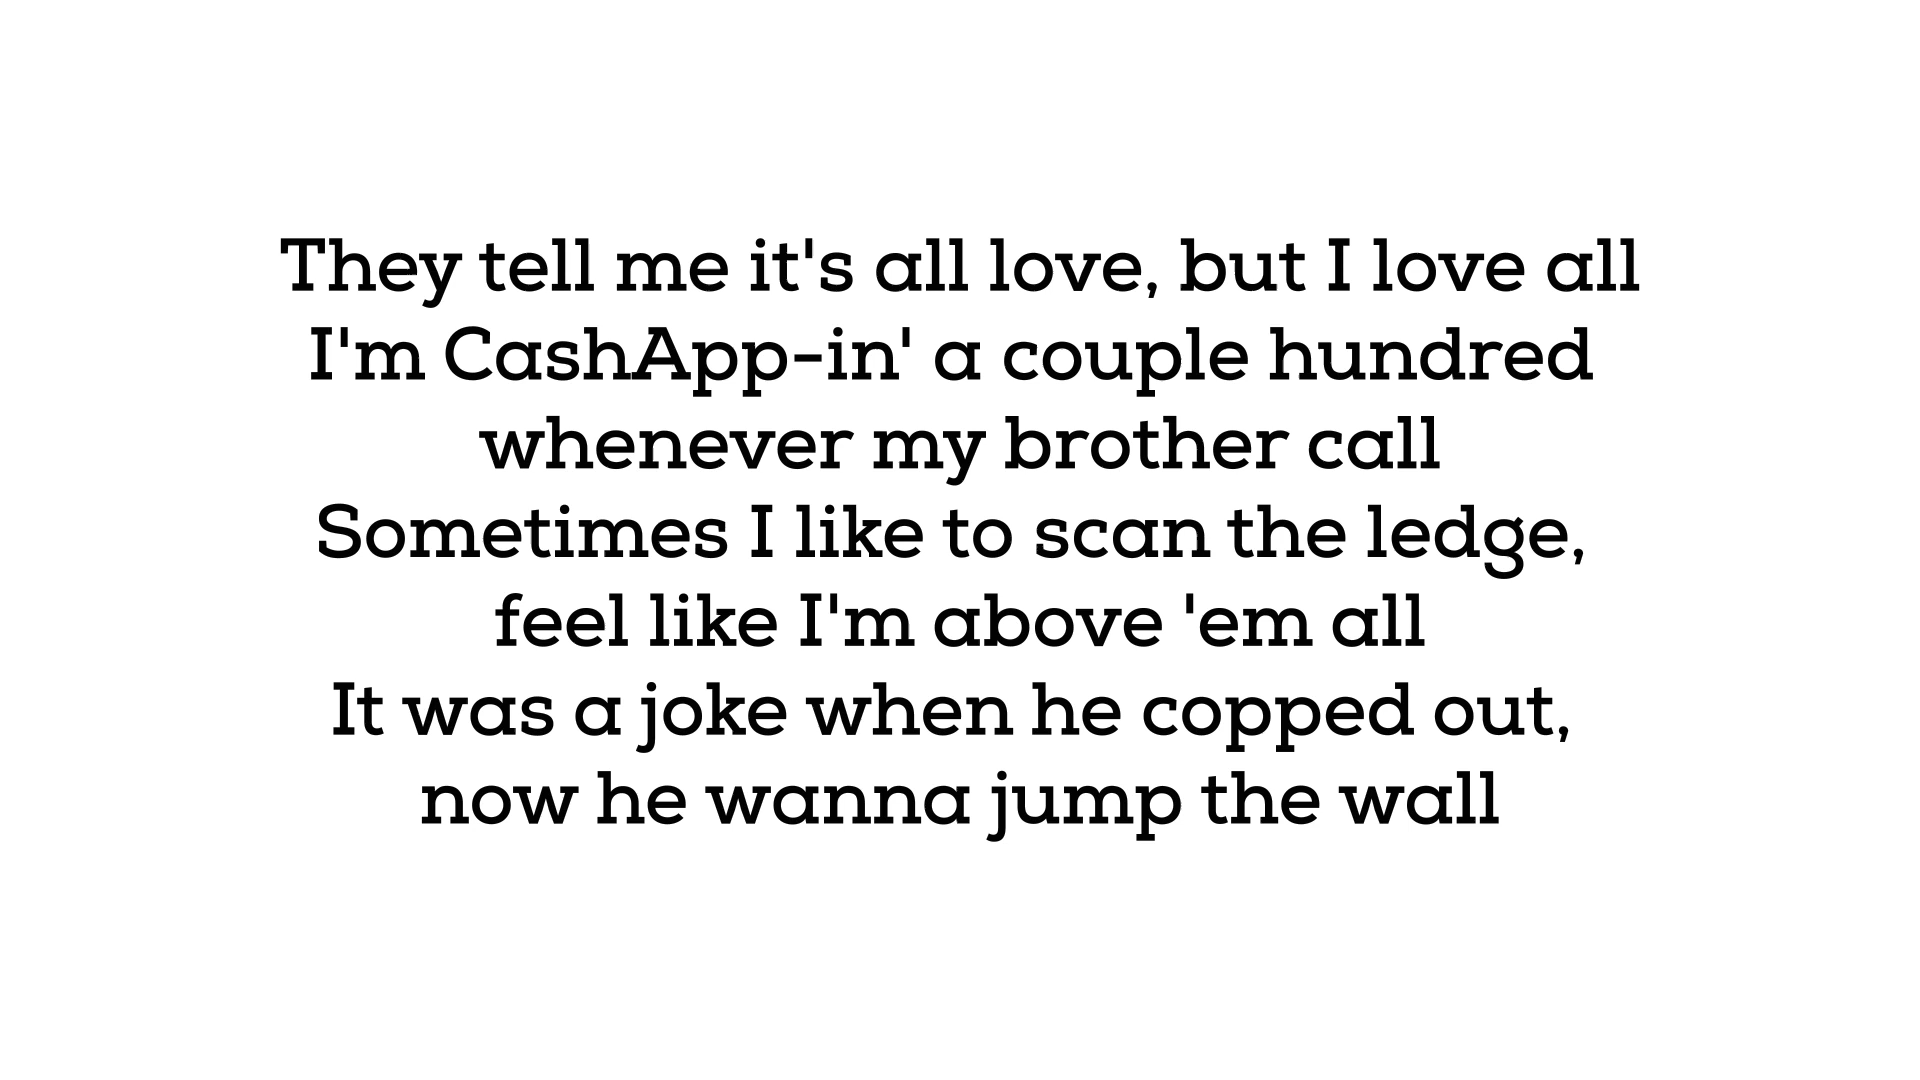 They tell me it's all love, but I love all
I'm CashApp-in' a couple hundred
whenever my brother call
Sometimes I like to scan the ledge,
feel like I'm above 'em all
It was a joke when he copped out,
now he wanna jump the wall